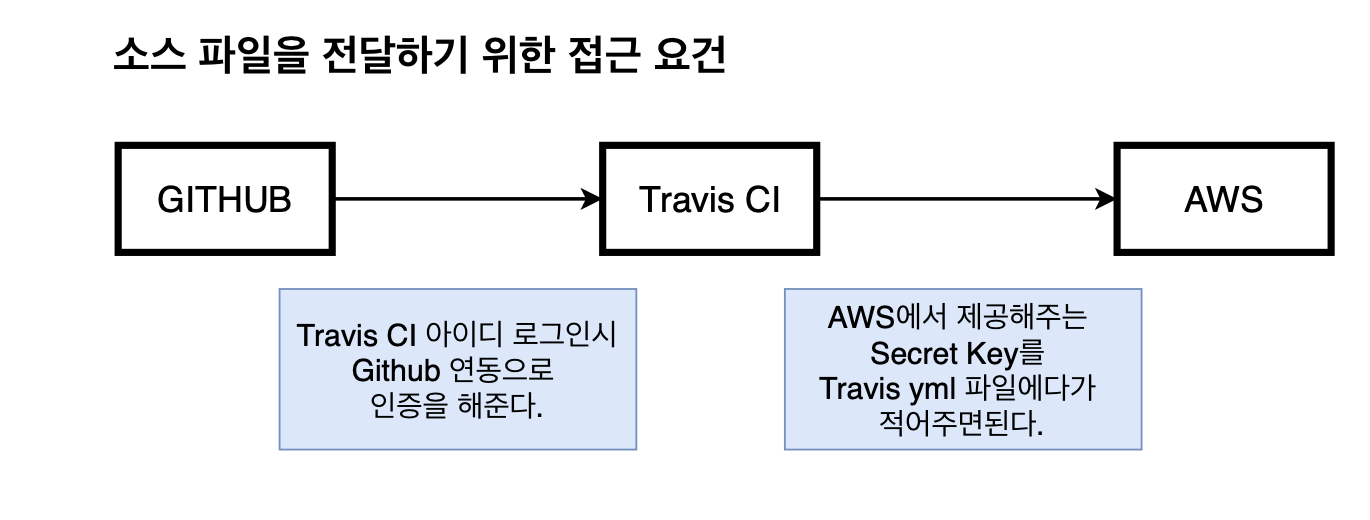 소스 파일을 전달하기 위한 접근 요건
GITHUB
Travis CI
AWS
Travis CI 아이디 로그인시
Github 연동으로
인증을 해준다.
AWS에서 제공해주는
Secret Key를
Travis yml 파일에다가
적어주면된다.